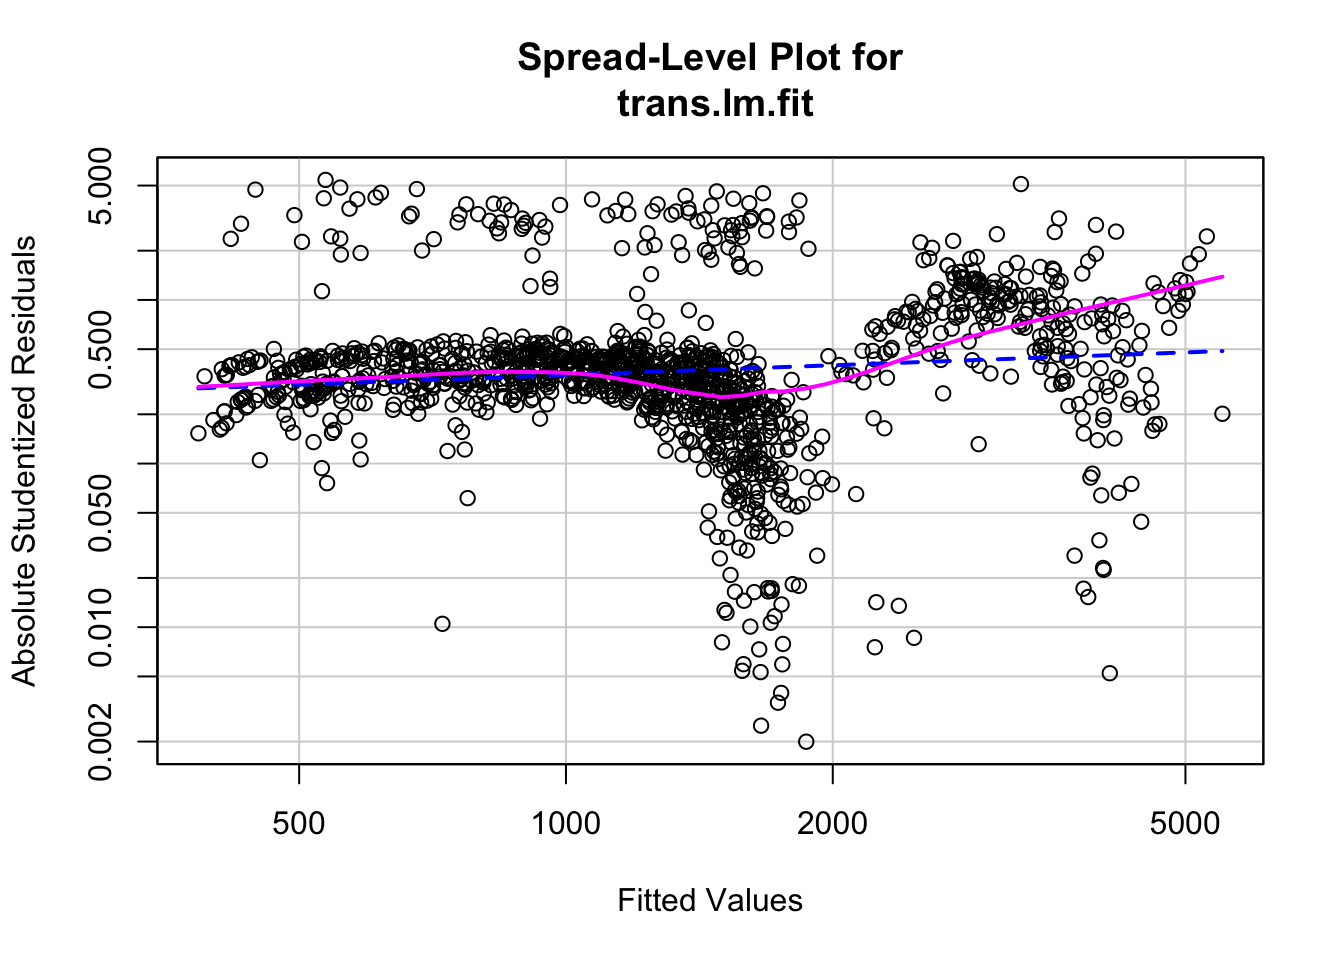 Spread-Level Plot for
trans.lm.fit
Absolute Studentized Residuals
5.000
0.500
0.050
0.010
0.002
500 1000 2000 5000
Fitted Values